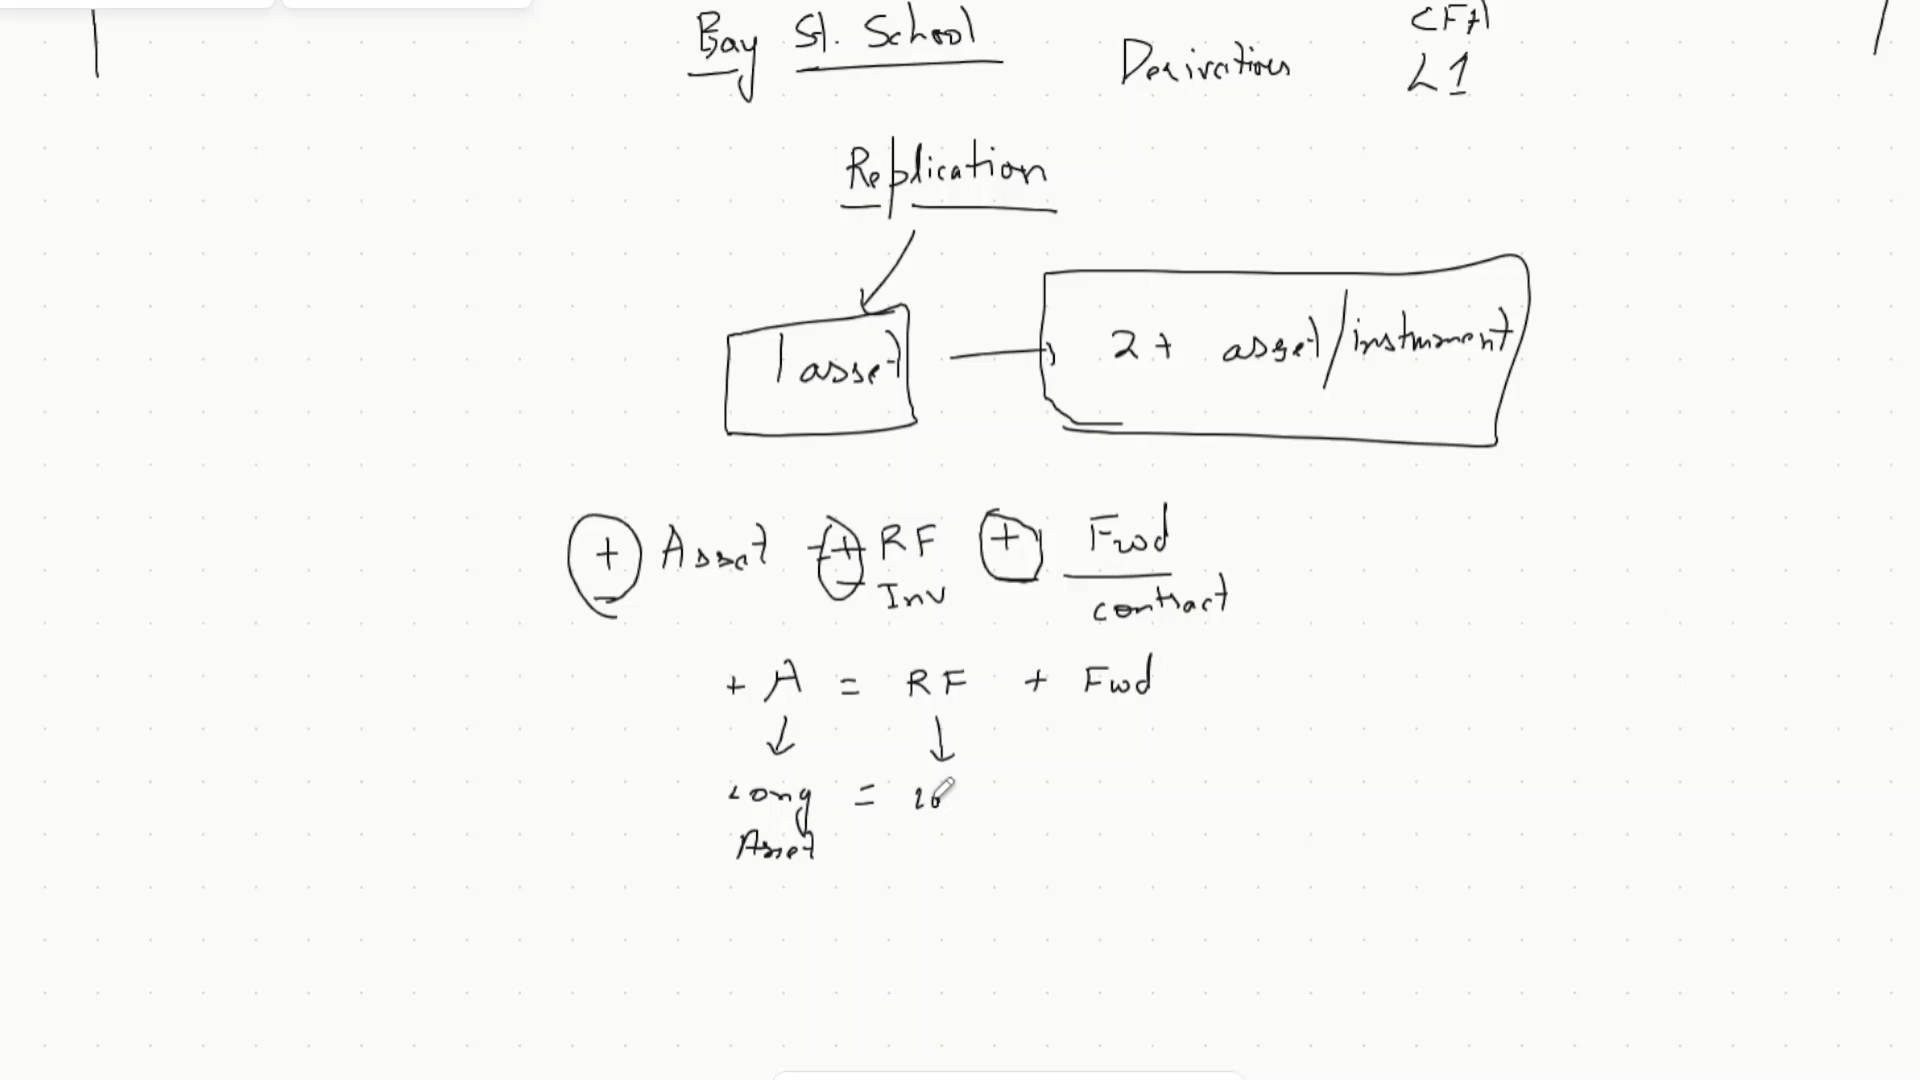 Bay St. School Derivatives CFA L1
Replication
1 asset 2+ asset/instrument
+ Asset + RF Inv + Fwd contract
+ A = RF + Fwd
Long Asset = lo